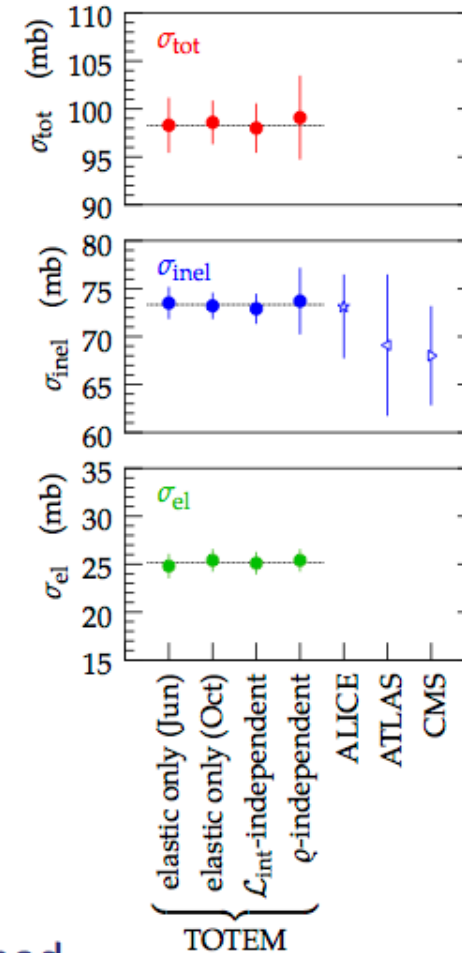 110
105
100
95
90
σtot (mb)
σtot
80
75
70
65
60
σinel (mb)
σinel
35
30
25
20
15
σel (mb)
σel
elastic only (Jun)
elastic only (Oct)
ℒint-independent
ϱ-independent
ALICE
ATLAS
CMS
TOTEM